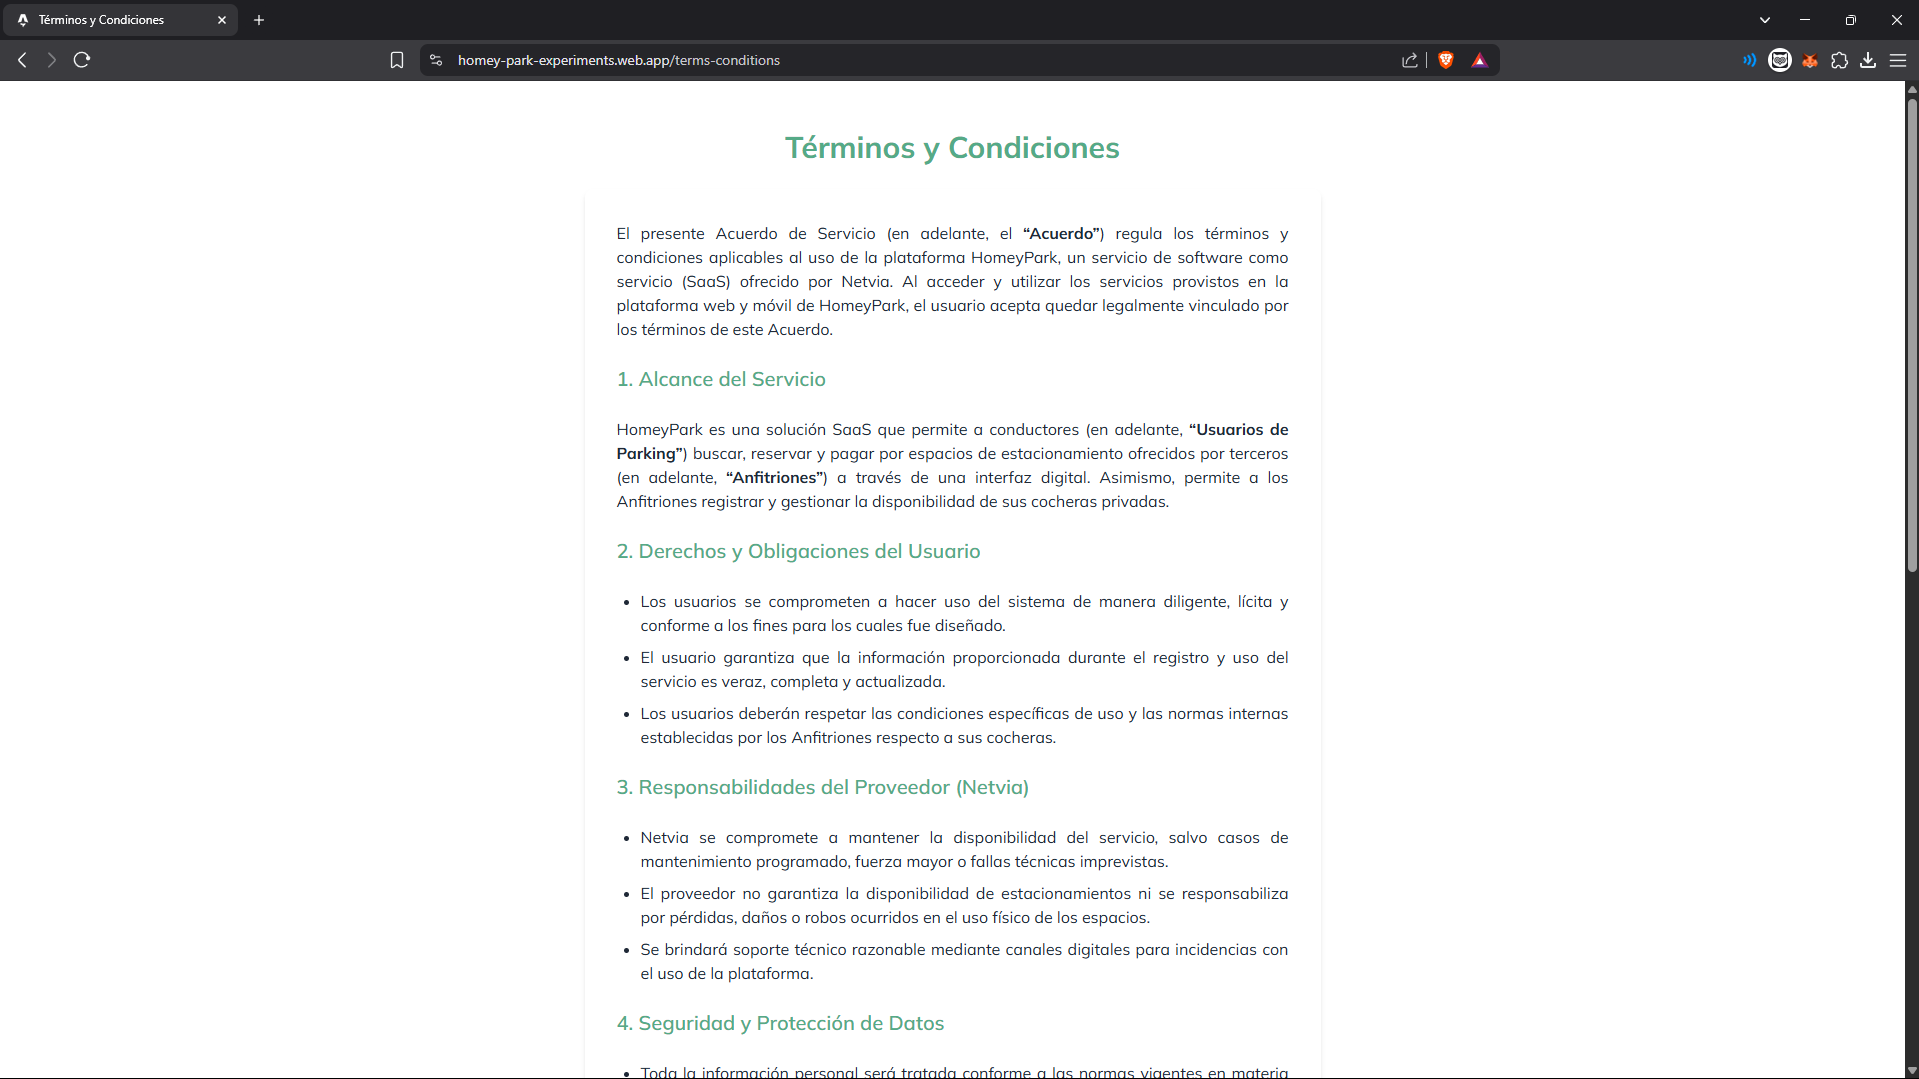 Términos y Condiciones
homey-park-experiments.web.app/terms-conditions
Términos y Condiciones
El presente Acuerdo de Servicio (en adelante, el “Acuerdo”) regula los términos y
condiciones aplicables al uso de la plataforma HomeyPark, un servicio de software como
servicio (SaaS) ofrecido por Netvia. Al acceder y utilizar los servicios provistos en la
plataforma web y móvil de HomeyPark, el usuario acepta quedar legalmente vinculado por
los términos de este Acuerdo.
1. Alcance del Servicio
HomeyPark es una solución SaaS que permite a conductores (en adelante, “Usuarios de
Parking”) buscar, reservar y pagar por espacios de estacionamiento ofrecidos por terceros
(en adelante, “Anfitriones”) a través de una interfaz digital. Asimismo, permite a los
Anfitriones registrar y gestionar la disponibilidad de sus cocheras privadas.
2. Derechos y Obligaciones del Usuario
• Los usuarios se comprometen a hacer uso del sistema de manera diligente, lícita y
conforme a los fines para los cuales fue diseñado.
• El usuario garantiza que la información proporcionada durante el registro y uso del
servicio es veraz, completa y actualizada.
• Los usuarios deberán respetar las condiciones específicas de uso y las normas internas
establecidas por los Anfitriones respecto a sus cocheras.
3. Responsabilidades del Proveedor (Netvia)
• Netvia se compromete a mantener la disponibilidad del servicio, salvo casos de
mantenimiento programado, fuerza mayor o fallas técnicas imprevistas.
• El proveedor no garantiza la disponibilidad de estacionamientos ni se responsabiliza
por pérdidas, daños o robos ocurridos en el uso físico de los espacios.
• Se brindará soporte técnico razonable mediante canales digitales para incidencias con
el uso de la plataforma.
4. Seguridad y Protección de Datos
• Toda la información personal será tratada conforme a las normas vigentes en materia